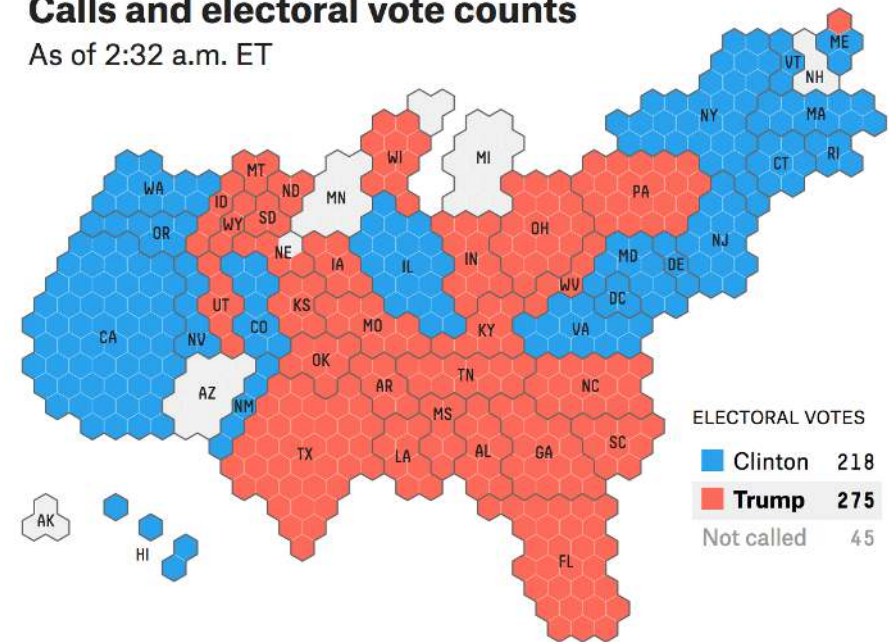 Calls and electoral vote counts
As of 2:32 a.m. ET
ME
VT
NH
NY
MA
WI
MI
CT
RI
MT
WA
ID
ND
MN
PA
WY
SD
OR
OH
NJ
NE
IA
IL
IN
MD
DE
WV
DC
UT
KS
CA
NV
CO
MO
KY
VA
OK
TN
AZ
AR
NC
NM
MS
TX
LA
AL
GA
SC
ELECTORAL VOTES
Clinton 218
Trump 275
Not called 45
AK
HI
FL